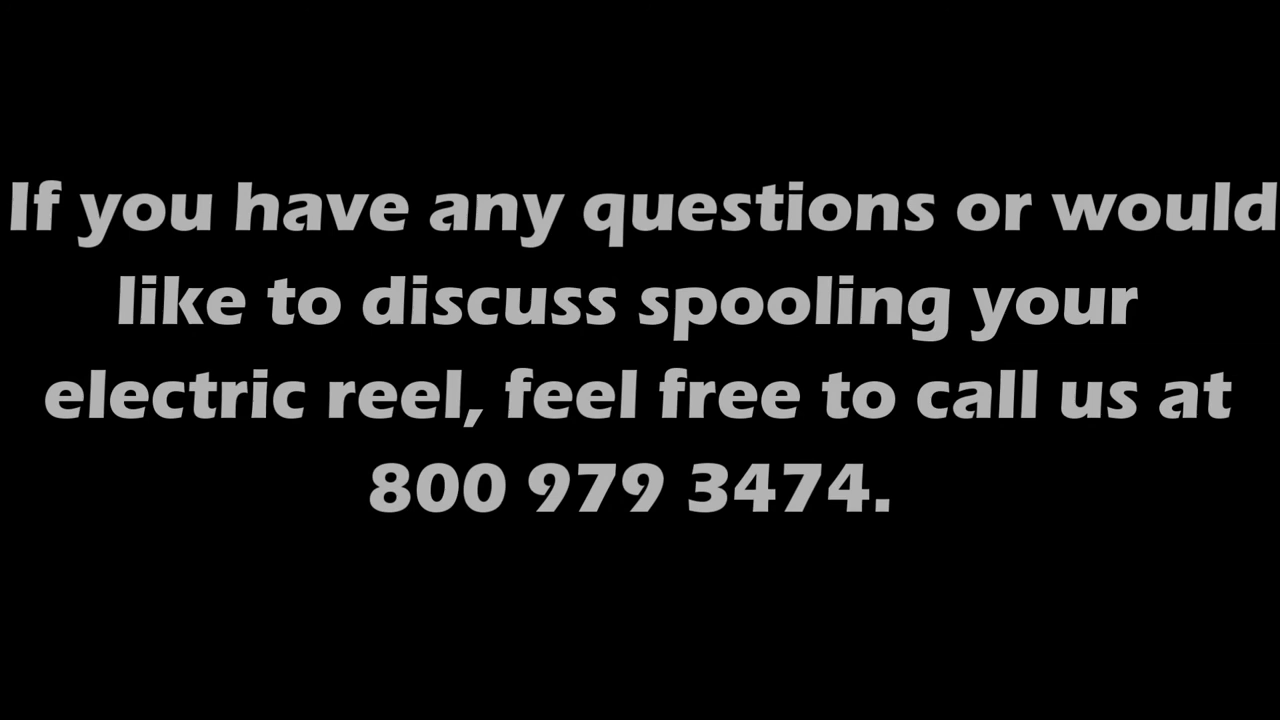 If you have any questions or would
like to discuss spooling your
electric reel, feel free to call us at
800 979 3474.